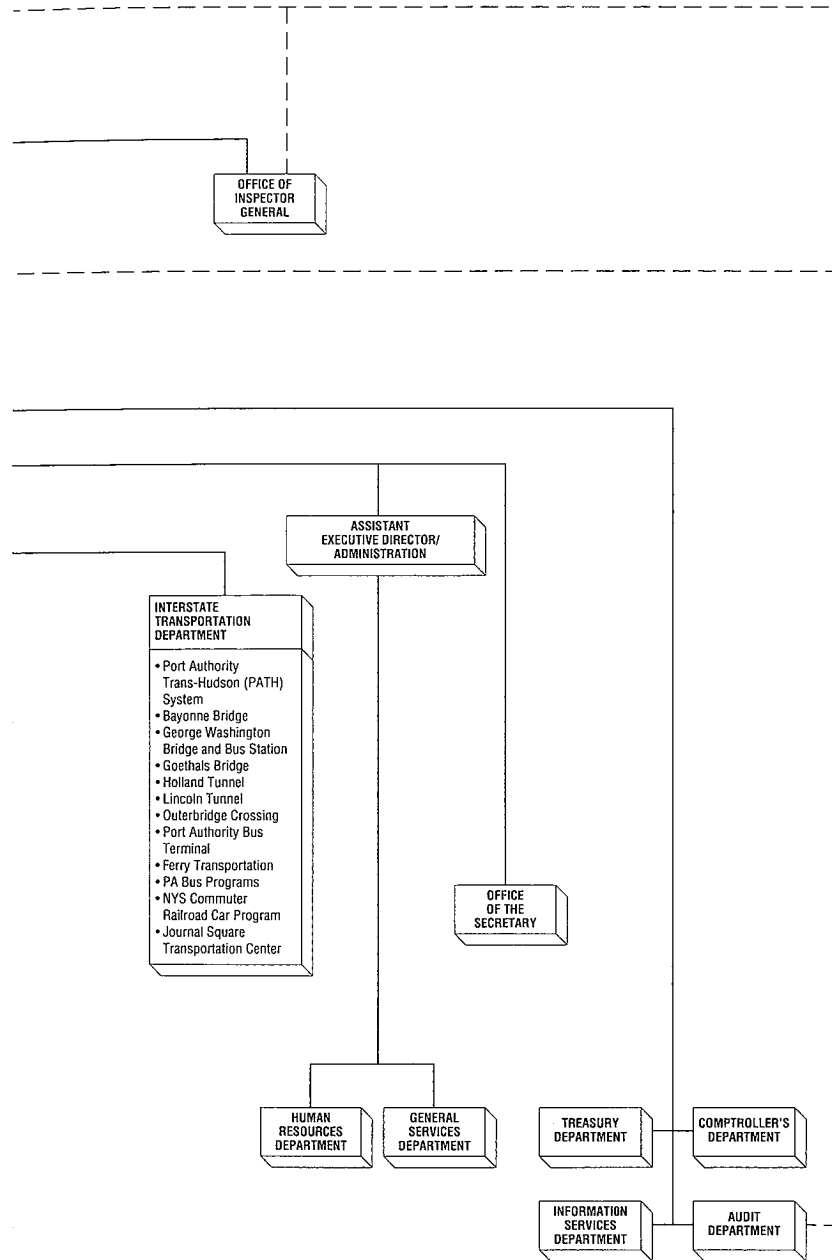 OFFICE OF
INSPECTOR
GENERAL
ASSISTANT
EXECUTIVE DIRECTOR/
ADMINISTRATION
INTERSTATE
TRANSPORTATION
DEPARTMENT
• Port Authority
Trans-Hudson (PATH)
System
• Bayonne Bridge
• George Washington
Bridge and Bus Station
• Goethals Bridge
• Holland Tunnel
• Lincoln Tunnel
• Outerbridge Crossing
• Port Authority Bus
Terminal
• Ferry Transportation
• PA Bus Programs
• NYS Commuter
Railroad Car Program
• Journal Square
Transportation Center
OFFICE
OF THE
SECRETARY
HUMAN
RESOURCES
DEPARTMENT
GENERAL
SERVICES
DEPARTMENT
TREASURY
DEPARTMENT
COMPTROLLER'S
DEPARTMENT
INFORMATION
SERVICES
DEPARTMENT
AUDIT
DEPARTMENT